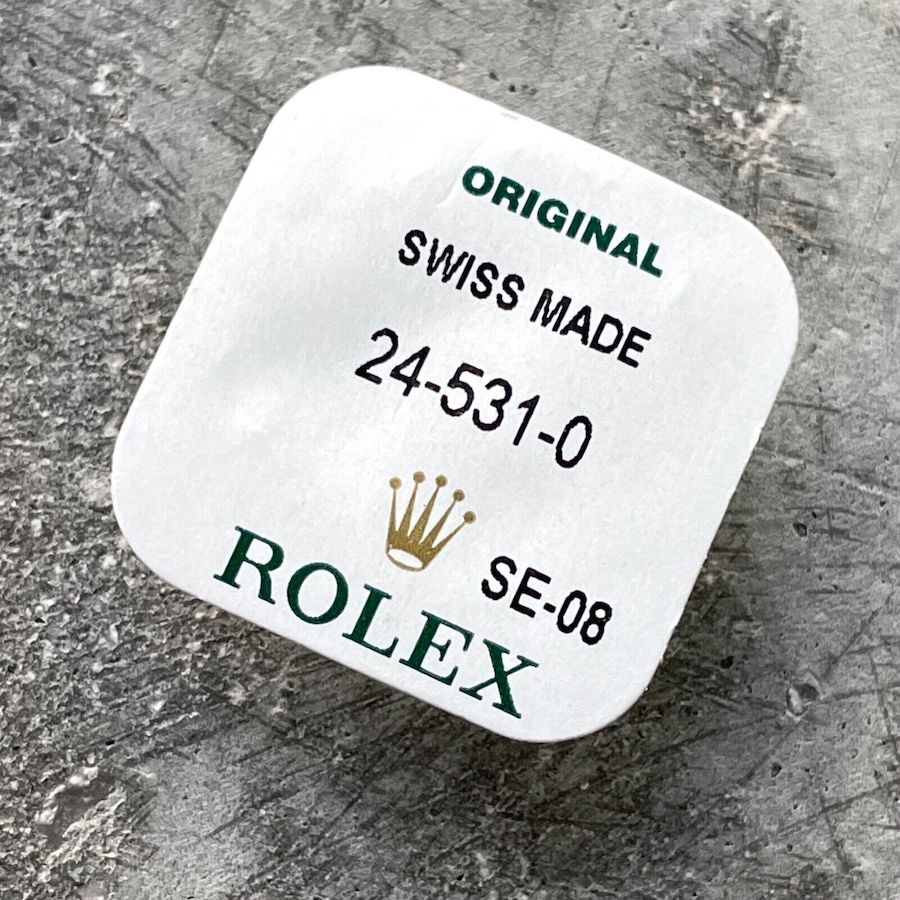 ORIGINAL
SWISS MADE
24-531-0
SE-08
ROLEX